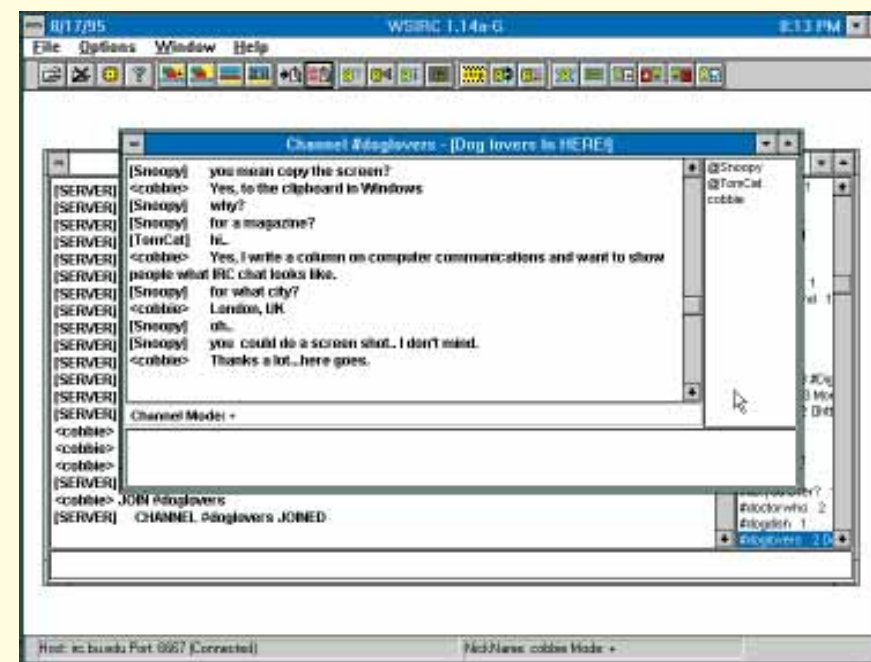 8/17/95 WSIRC 1.14a-G 8:13 PM
File Options Window Help
Channel #doglovers - [Dog lovers in HERE!]
[Snoopy] you mean copy the screen?
<cobbie> Yes, to the clipboard in Windows
[Snoopy] why?
[Snoopy] for a magazine?
[TomCat] hi..
<cobbie> Yes, I write a column on computer communications and want to show
people what IRC chat looks like.
[Snoopy] for what city?
<cobbie> London, UK
[Snoopy] oh..
[Snoopy] you could do a screen shot.. I don't mind.
<cobbie> Thanks a lot...here goes.
Channel Mode: +
@Snoopy
@TomCat
cobbie
[SERVER]
[SERVER]
[SERVER]
[SERVER]
[SERVER]
[SERVER]
[SERVER]
[SERVER]
[SERVER]
[SERVER]
[SERVER]
[SERVER]
[SERVER]
[SERVER]
<cobbie>
<cobbie>
<cobbie>
[SERVER]
<cobbie> JOIN #doglovers
[SERVER] CHANNEL #doglovers JOINED
#doctorwho 2
#dogdish 1
#doglovers 2
Host: irc.bu.edu Port: 6667 (Connected) NickName: cobbie Mode: +